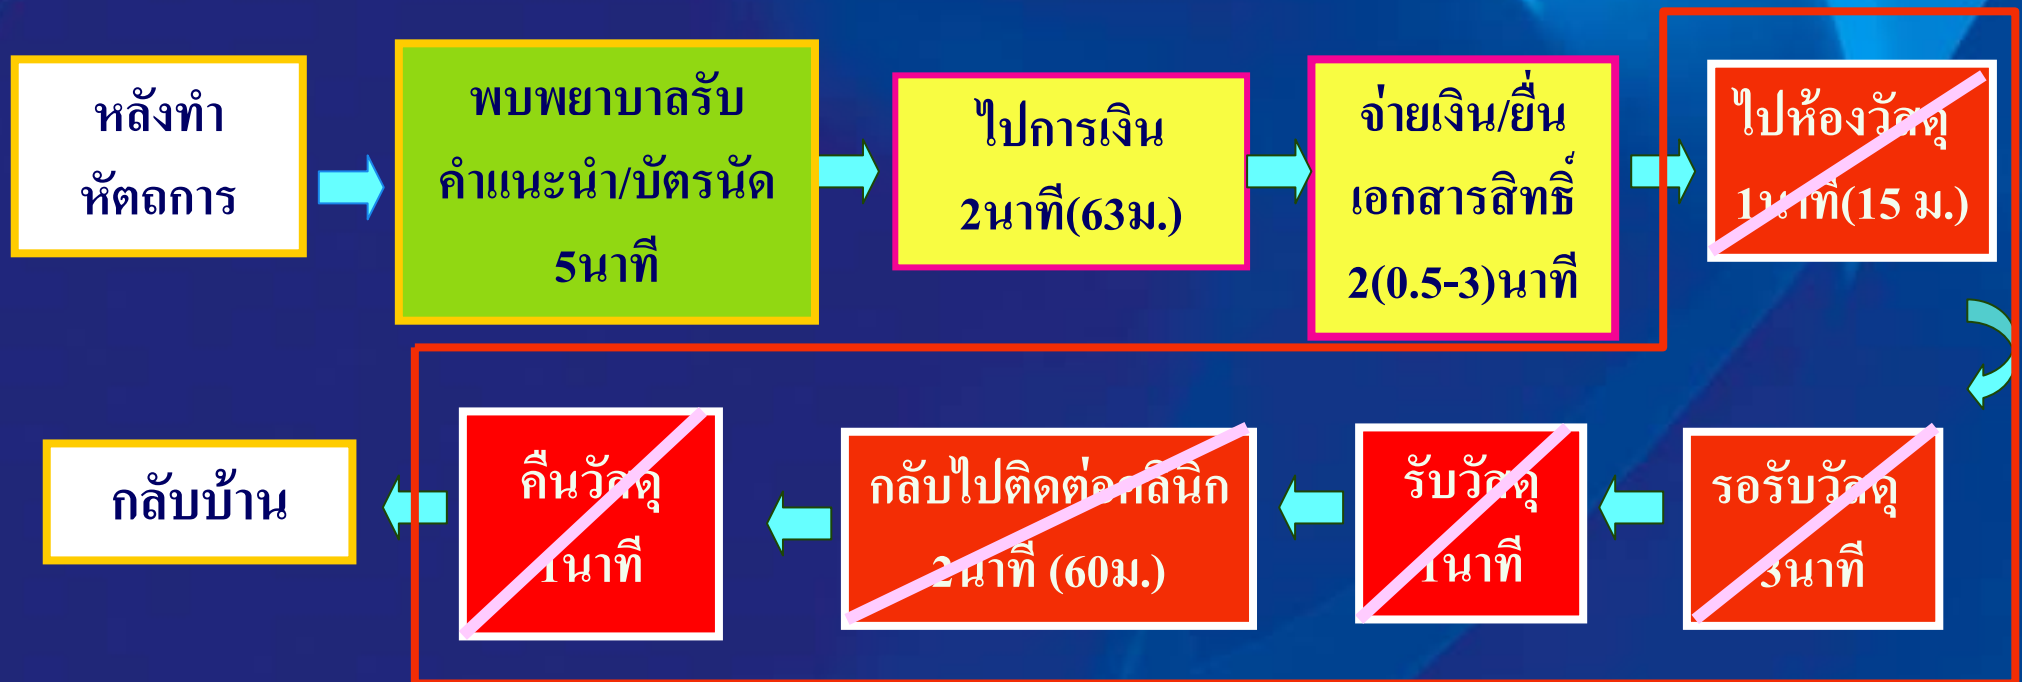 หลังทำ
หัตถการ
พบพยาบาลรับ
คำแนะนำ/บัตรนัด
5นาที
ไปการเงิน
2นาที(63ม.)
จ่ายเงิน/ยื่น
เอกสารสิทธิ์
2(0.5-3)นาที
ไปห้องวัสดุ
1นาที(15 ม.)
รอรับวัสดุ
3นาที
รับวัสดุ
1นาที
กลับไปติดต่อคลินิก
2นาที (60ม.)
คืนวัสดุ
1นาที
กลับบ้าน